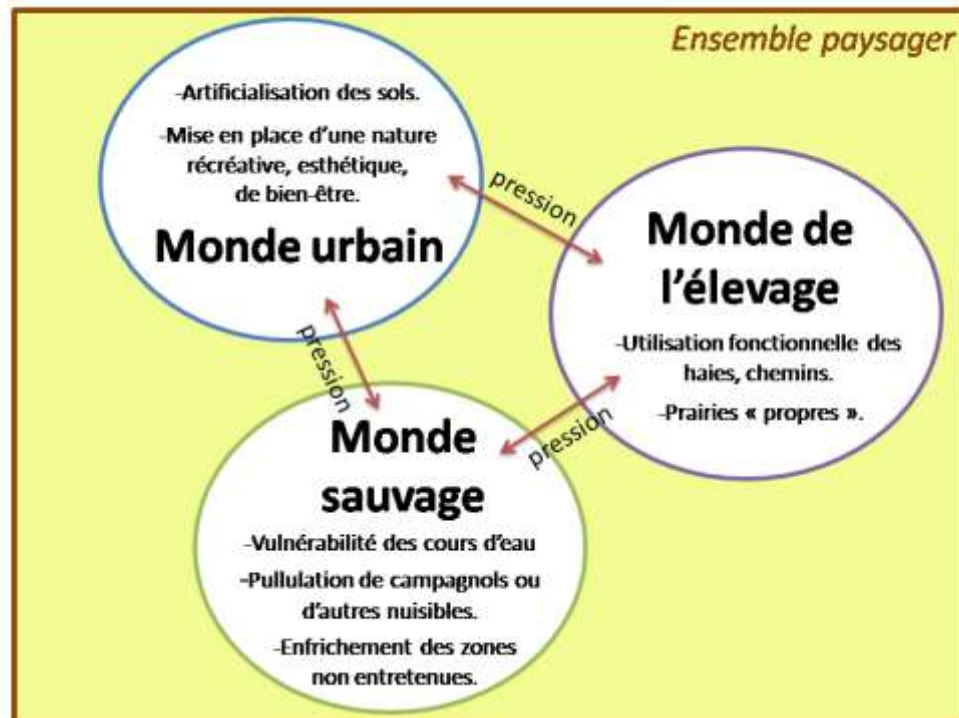 Ensemble paysager
-Artificialisation des sols.
-Mise en place d'une nature
récréative, esthétique,
de bien-être.
Monde urbain
pression
Monde de
l'élevage
-Utilisation fonctionnelle des
haies, chemins.
-Prairies « propres ».
pression
pression
Monde
sauvage
-Vulnérabilité des cours d'eau
-Pullulation de campagnols ou
d'autres nuisibles.
-Enfrichement des zones
non entretenues.